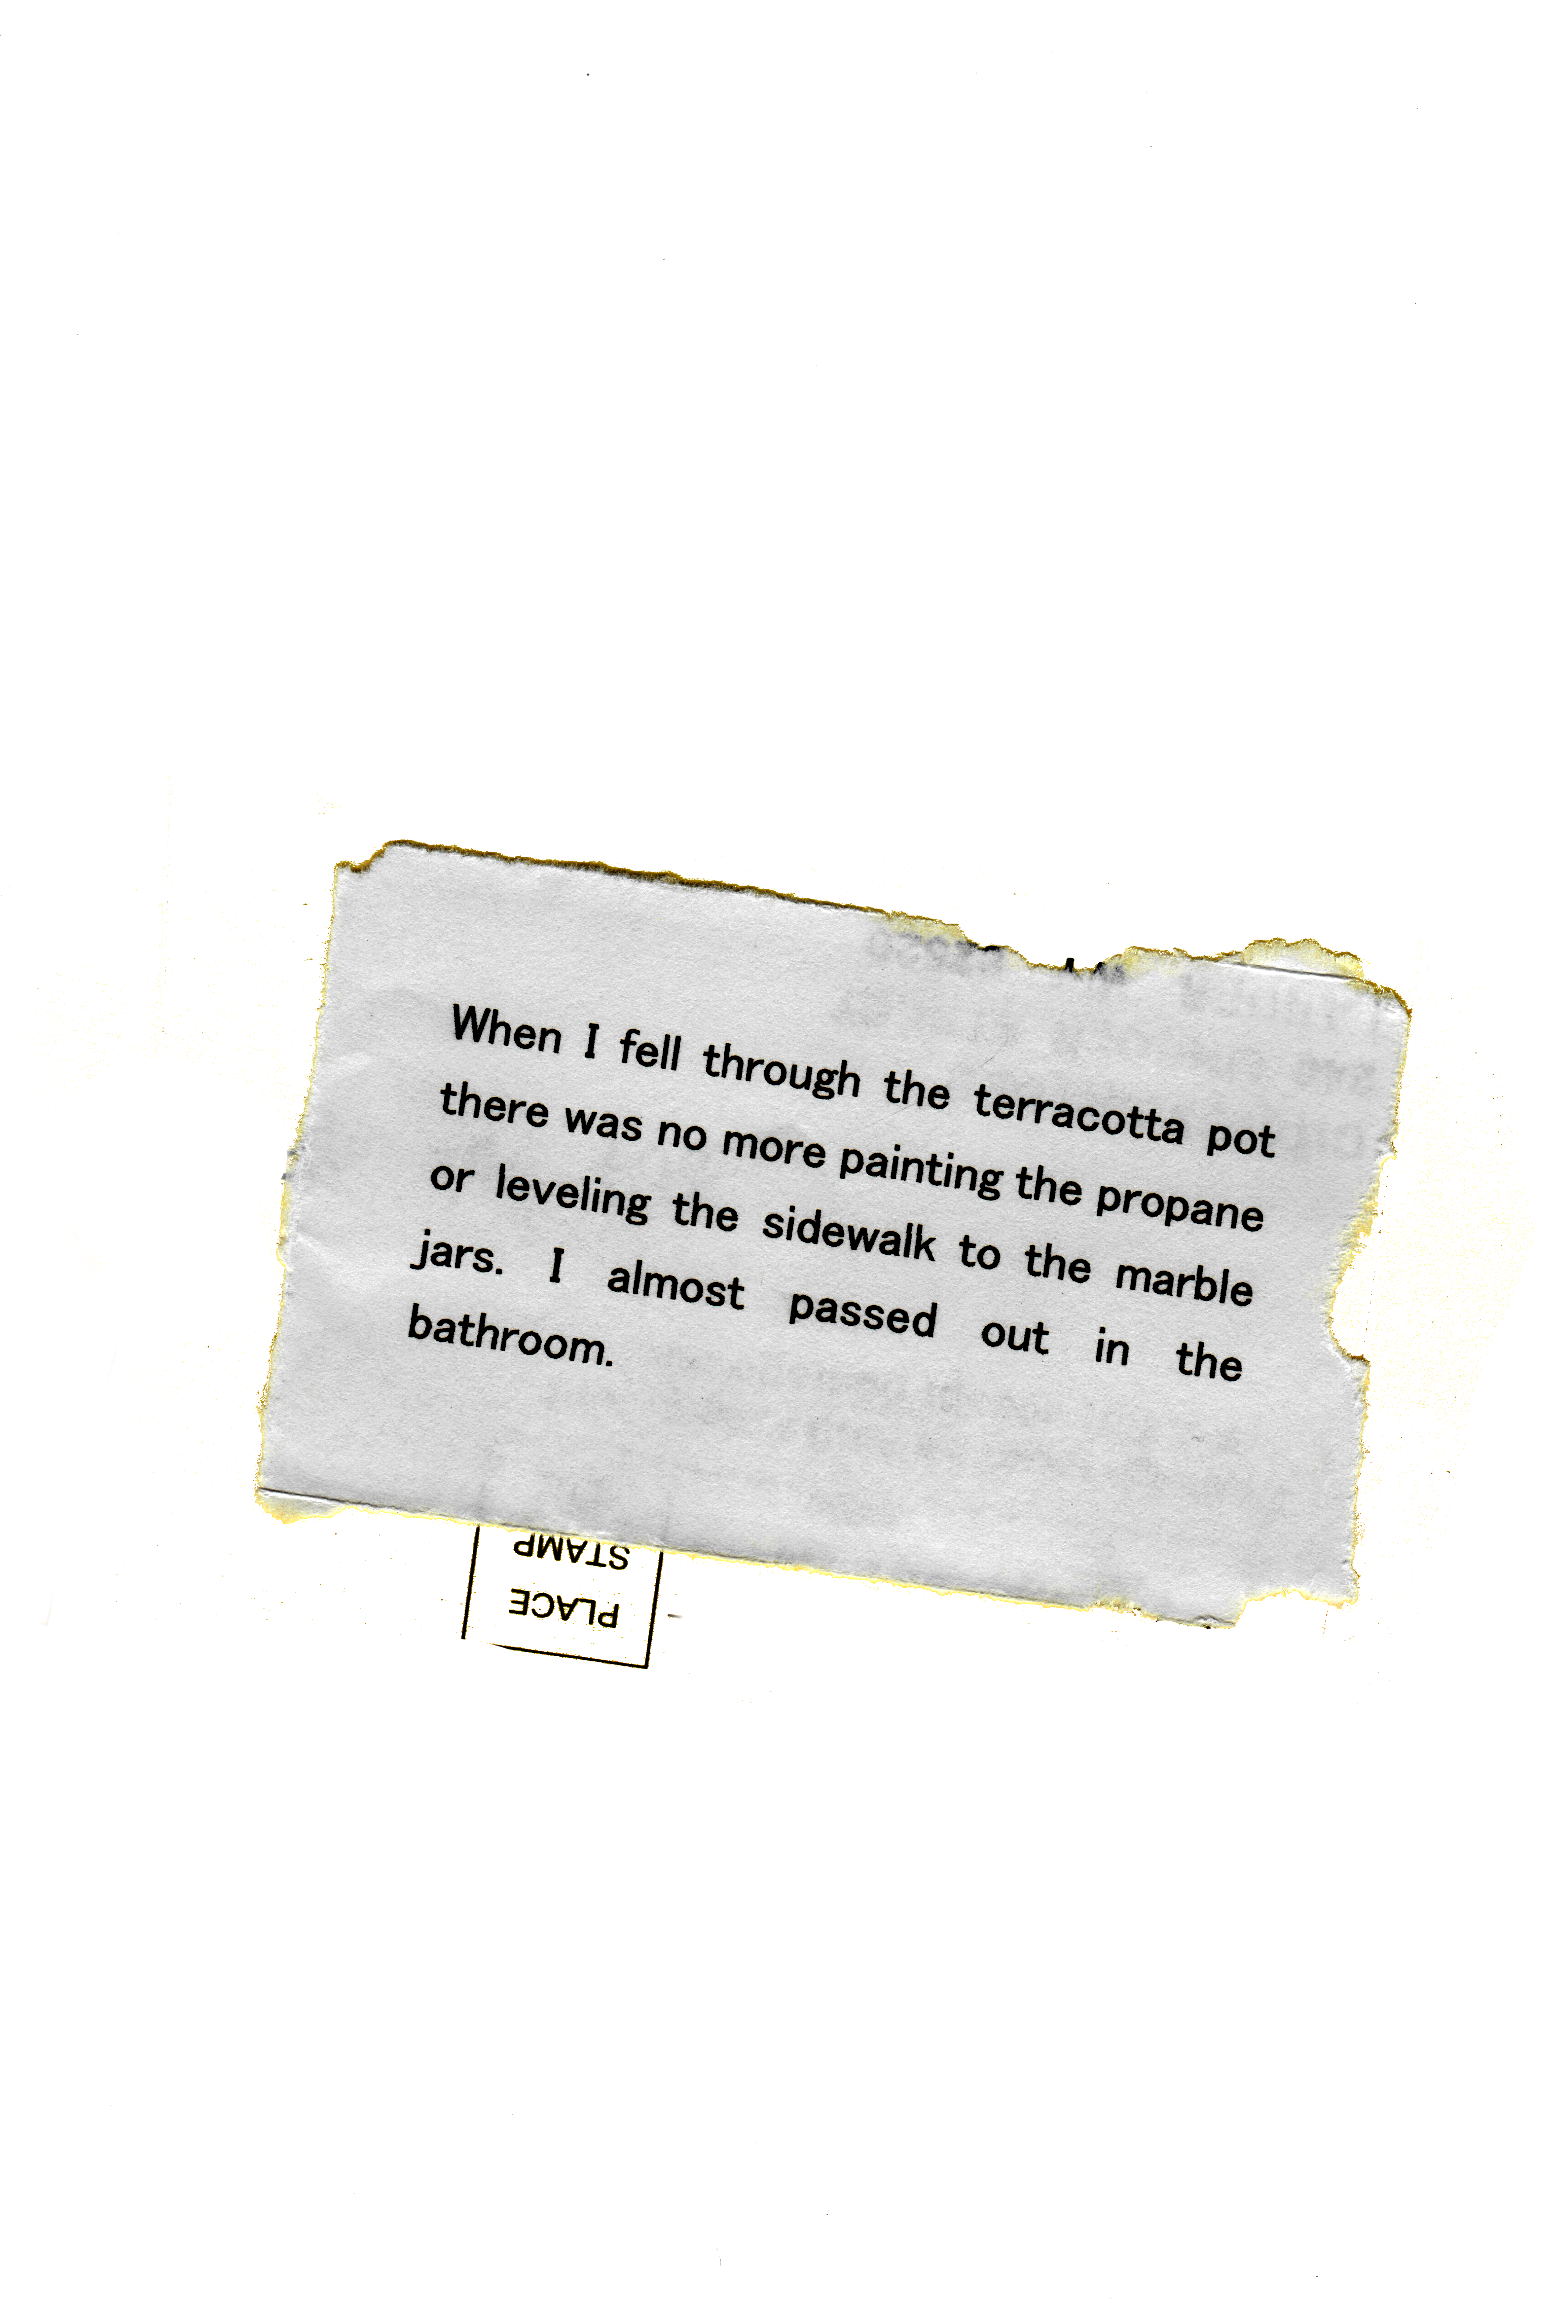 When I fell through the terracotta pot
there was no more painting the propane
or leveling the sidewalk to the marble
jars. I almost passed out in the
bathroom.
PLACE
STAMP